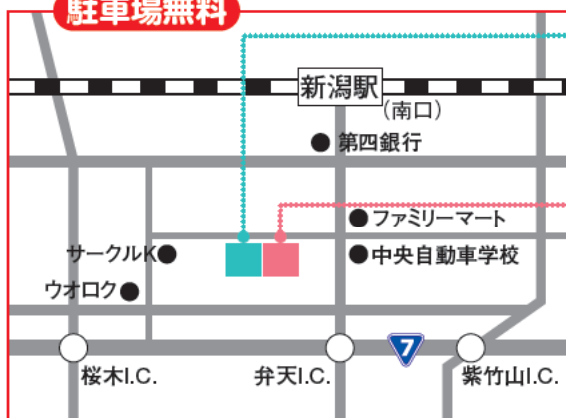 駐車場無料
新潟駅
(南口)
第四銀行
ファミリーマート
サークルK
中央自動車学校
ウオロク
7
桜木I.C.
弁天I.C.
紫竹山I.C.